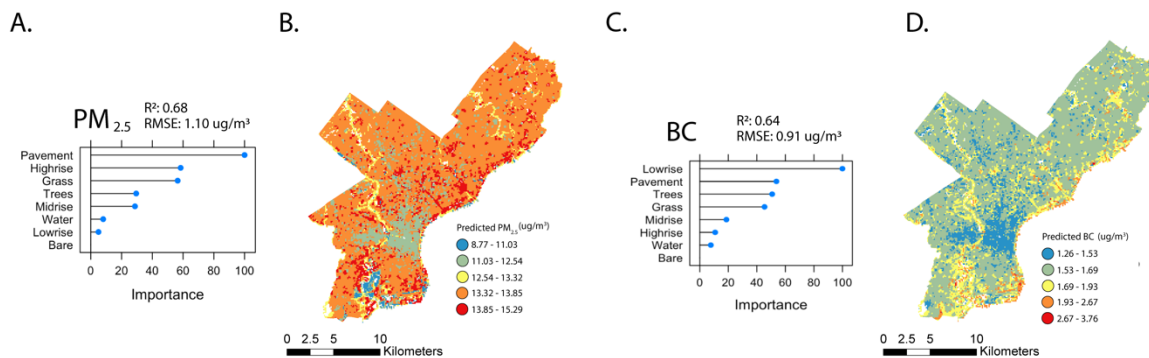 A.
PM 2.5
R²: 0.68
RMSE: 1.10 ug/m³
Pavement
Highrise
Grass
Trees
Midrise
Water
Lowrise
Bare
0 20 40 60 80 100
Importance
B.
Predicted PM2.5 (ug/m³)
8.77 - 11.03
11.03 - 12.54
12.54 - 13.32
13.32 - 13.85
13.85 - 15.29
0 2.5 5 10
Kilometers
C.
BC
R²: 0.64
RMSE: 0.91 ug/m³
Lowrise
Pavement
Trees
Grass
Midrise
Highrise
Water
Bare
0 20 40 60 80 100
Importance
D.
Predicted BC (ug/m³)
1.26 - 1.53
1.53 - 1.69
1.69 - 1.93
1.93 - 2.67
2.67 - 3.76
0 2.5 5 10
Kilometers